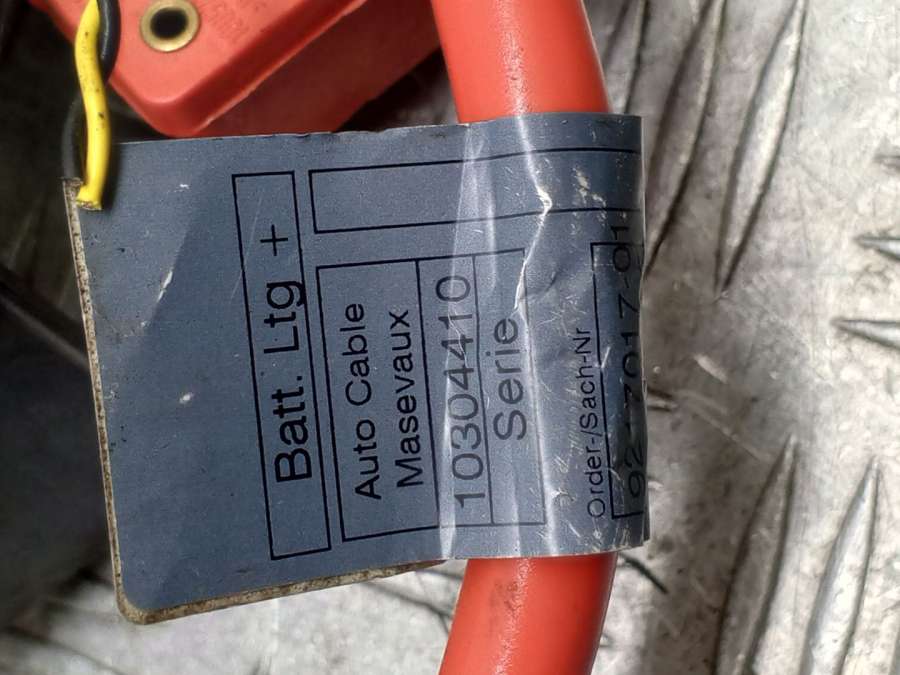 Batt. Ltg +
Auto Cable
Masevaux
10304410
Serie
Order-/Sach-Nr